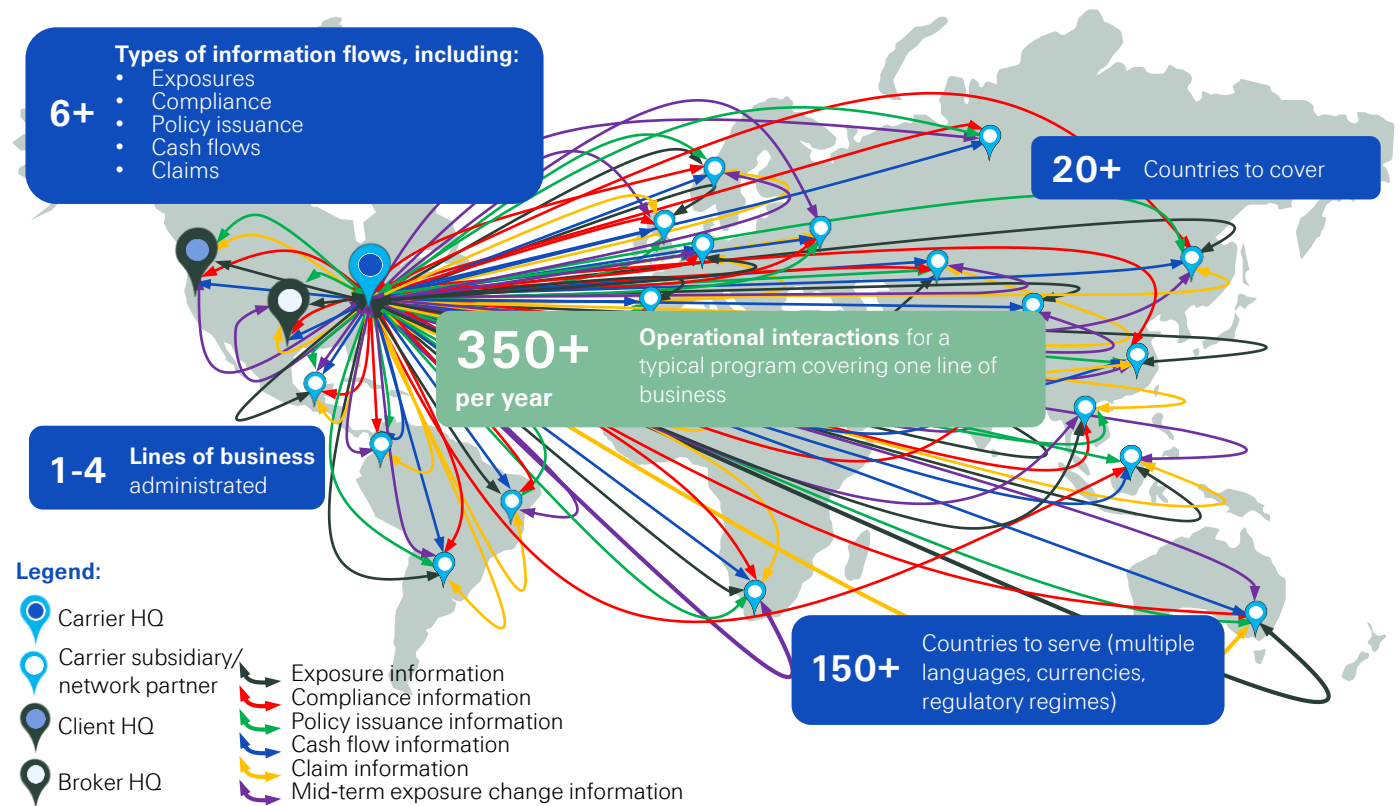 6+
Types of information flows, including:
• Exposures
• Compliance
• Policy issuance
• Cash flows
• Claims
20+ Countries to cover
350+
per year
Operational interactions for a
typical program covering one line of
business
1-4
Lines of business
administrated
150+
Countries to serve (multiple
languages, currencies,
regulatory regimes)
Legend:
Carrier HQ
Carrier subsidiary/
network partner
Client HQ
Broker HQ
Exposure information
Compliance information
Policy issuance information
Cash flow information
Claim information
Mid-term exposure change information